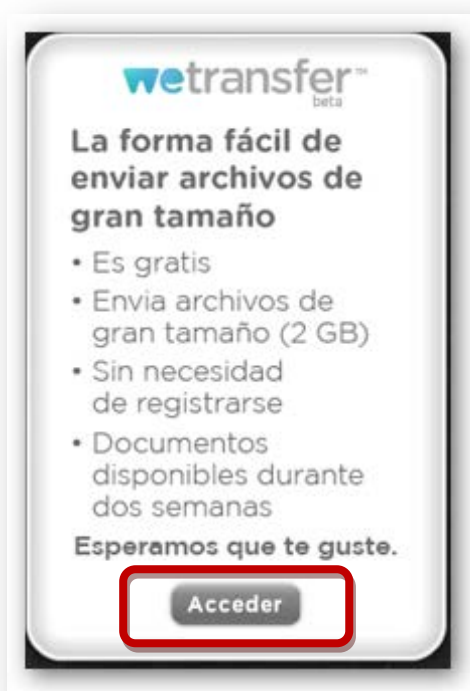 wetransfer™
beta
La forma fácil de
enviar archivos de
gran tamaño
• Es gratis
• Envia archivos de
gran tamaño (2 GB)
• Sin necesidad
de registrarse
• Documentos
disponibles durante
dos semanas
Esperamos que te guste.
Acceder